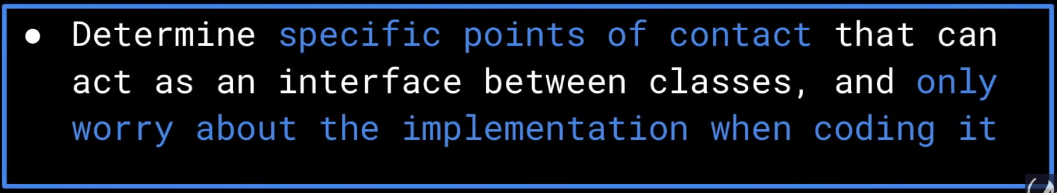 ● Determine specific points of contact that can
act as an interface between classes, and only
worry about the implementation when coding it